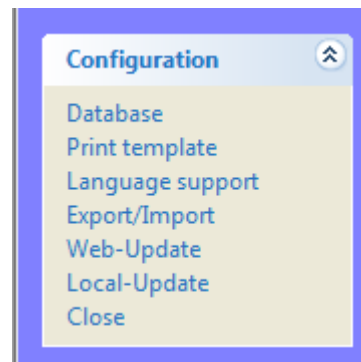 Configuration
Database
Print template
Language support
Export/Import
Web-Update
Local-Update
Close